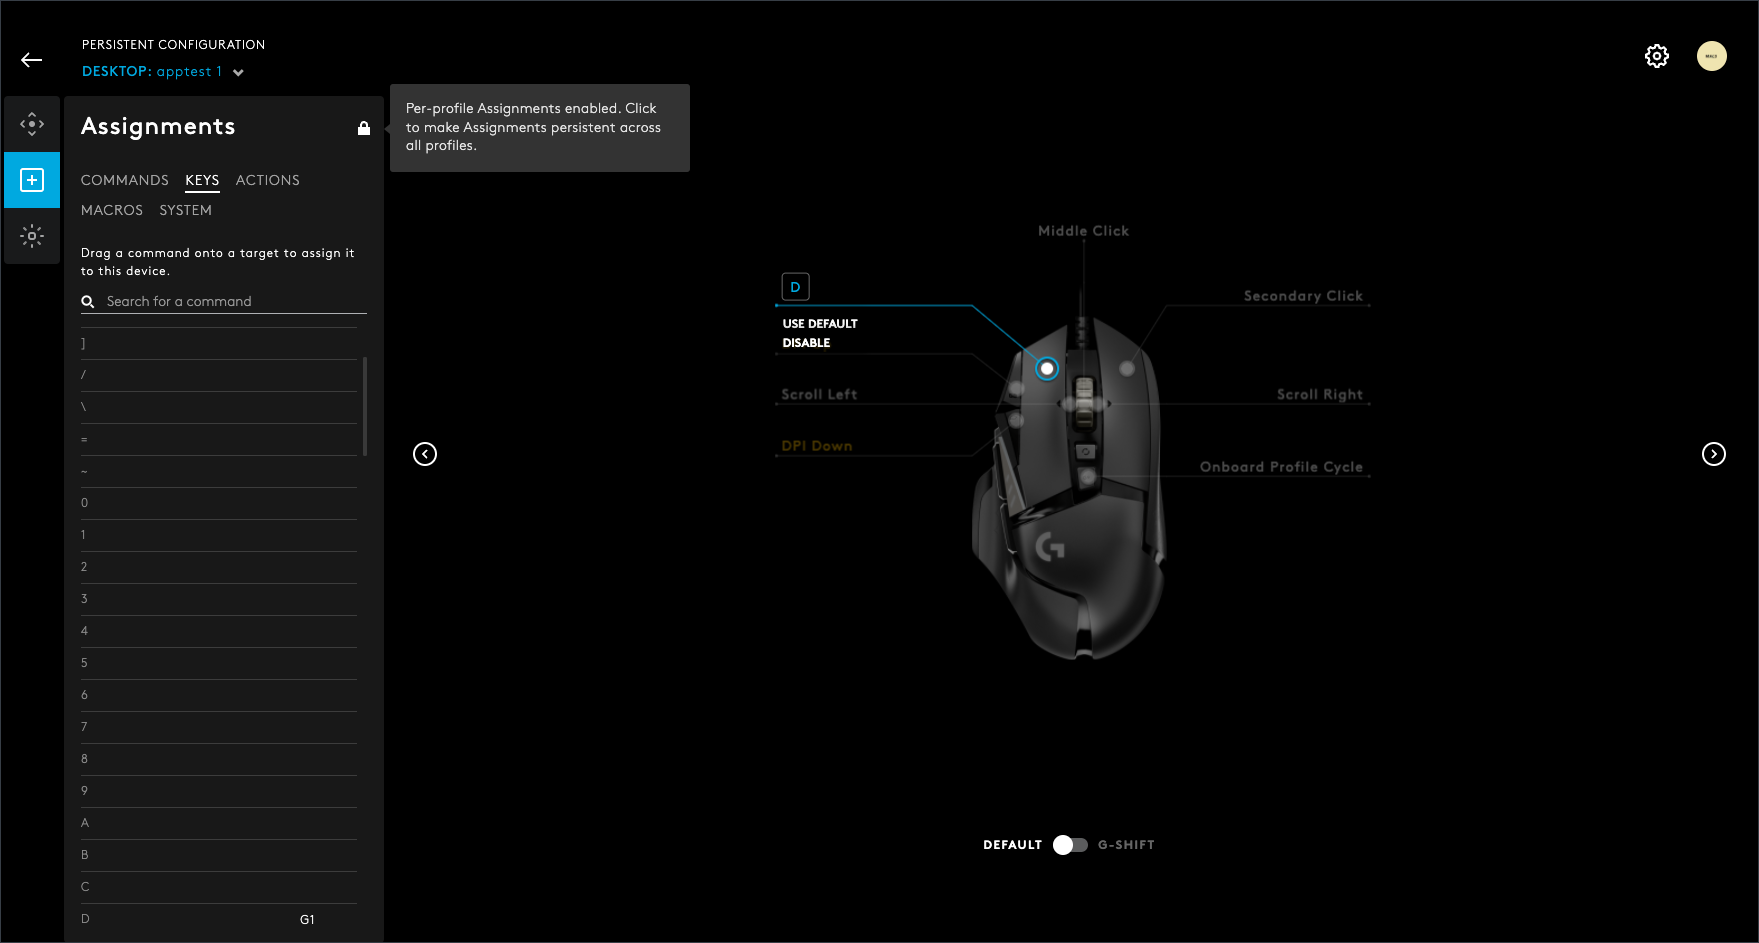 PERSISTENT CONFIGURATION
DESKTOP: apptest 1
Assignments
Per-profile Assignments enabled. Click
to make Assignments persistent across
all profiles.
COMMANDS KEYS ACTIONS
MACROS SYSTEM
Drag a command onto a target to assign it
to this device.
Search for a command
]
/
\
=
~
0
1
2
3
4
5
6
7
8
9
A
B
C
D G1
Middle Click
D
USE DEFAULT
DISABLE
Secondary Click
Scroll Left
Scroll Right
DPI Down
Onboard Profile Cycle
DEFAULT G-SHIFT